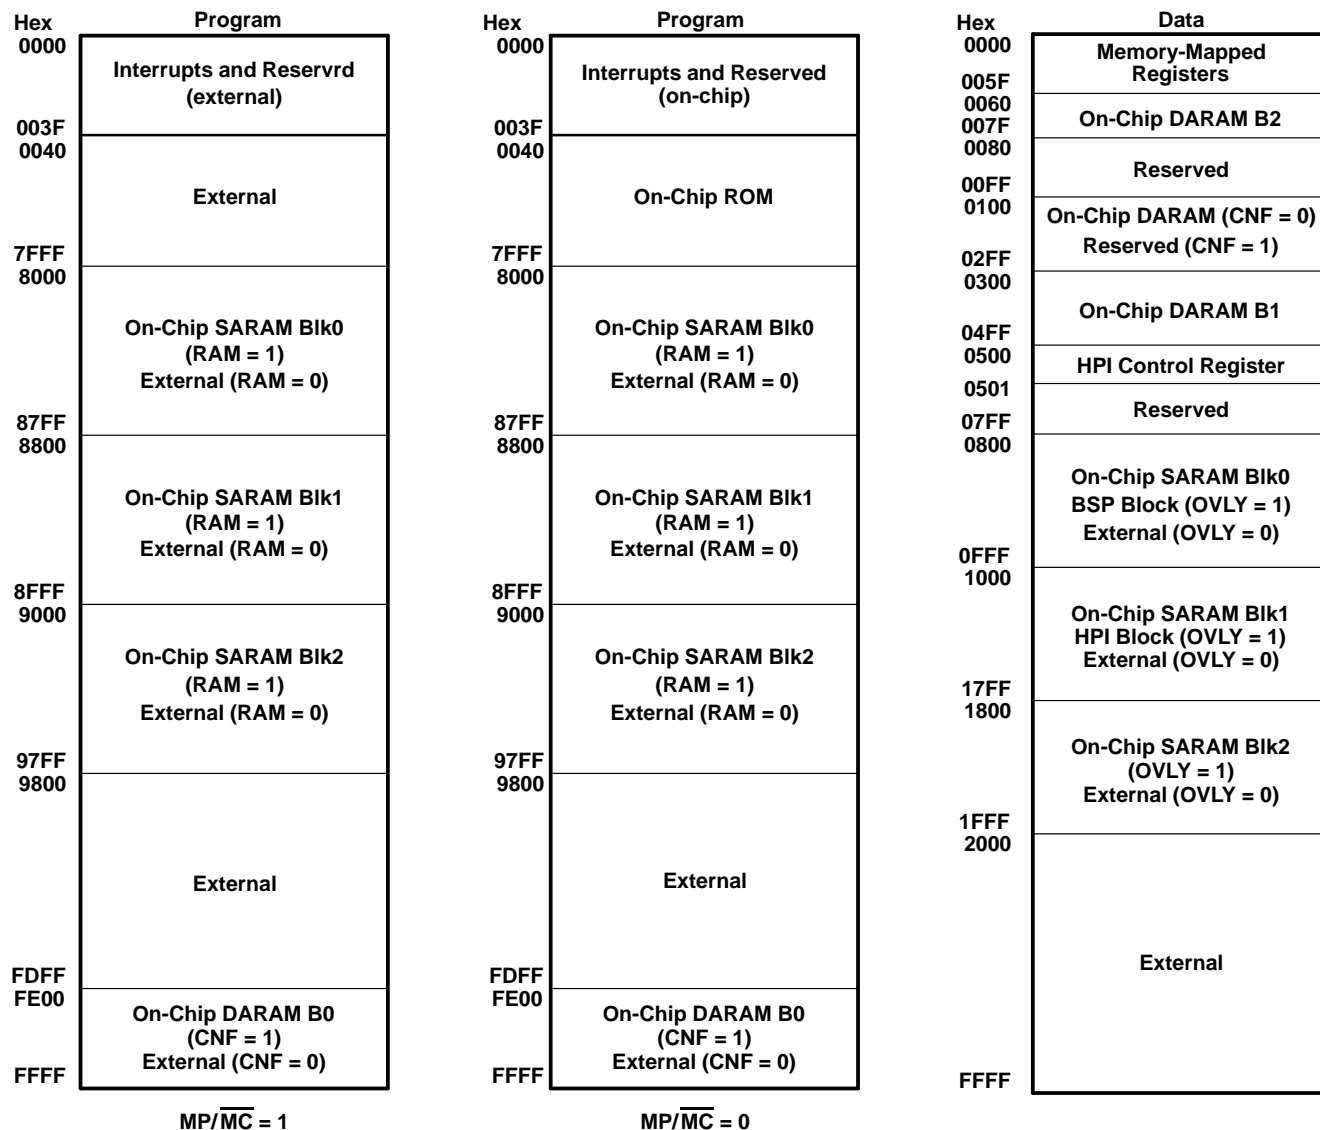 Hex Program
0000
Interrupts and Reservrd
(external)
003F
0040
External
7FFF
8000
On-Chip SARAM Blk0
(RAM = 1)
External (RAM = 0)
87FF
8800
On-Chip SARAM Blk1
(RAM = 1)
External (RAM = 0)
8FFF
9000
On-Chip SARAM Blk2
(RAM = 1)
External (RAM = 0)
97FF
9800
External
FDFF
FE00
On-Chip DARAM B0
(CNF = 1)
External (CNF = 0)
FFFF
MP/M̅C̅ = 1
Hex Program
0000
Interrupts and Reserved
(on-chip)
003F
0040
On-Chip ROM
7FFF
8000
On-Chip SARAM Blk0
(RAM = 1)
External (RAM = 0)
87FF
8800
On-Chip SARAM Blk1
(RAM = 1)
External (RAM = 0)
8FFF
9000
On-Chip SARAM Blk2
(RAM = 1)
External (RAM = 0)
97FF
9800
External
FDFF
FE00
On-Chip DARAM B0
(CNF = 1)
External (CNF = 0)
FFFF
MP/M̅C̅ = 0
Hex Data
0000
Memory-Mapped
Registers
005F
0060
On-Chip DARAM B2
007F
0080
Reserved
00FF
0100
On-Chip DARAM (CNF = 0)
Reserved (CNF = 1)
02FF
0300
On-Chip DARAM B1
04FF
0500
HPI Control Register
0501
Reserved
07FF
0800
On-Chip SARAM Blk0
BSP Block (OVLY = 1)
External (OVLY = 0)
0FFF
1000
On-Chip SARAM Blk1
HPI Block (OVLY = 1)
External (OVLY = 0)
17FF
1800
On-Chip SARAM Blk2
(OVLY = 1)
External (OVLY = 0)
1FFF
2000
External
FFFF